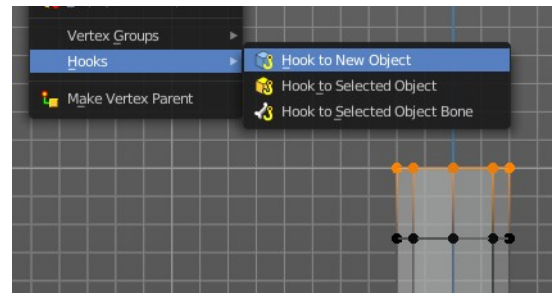 Vertex Groups
Hooks
Hook to New Object
Hook to Selected Object
Make Vertex Parent
Hook to Selected Object Bone